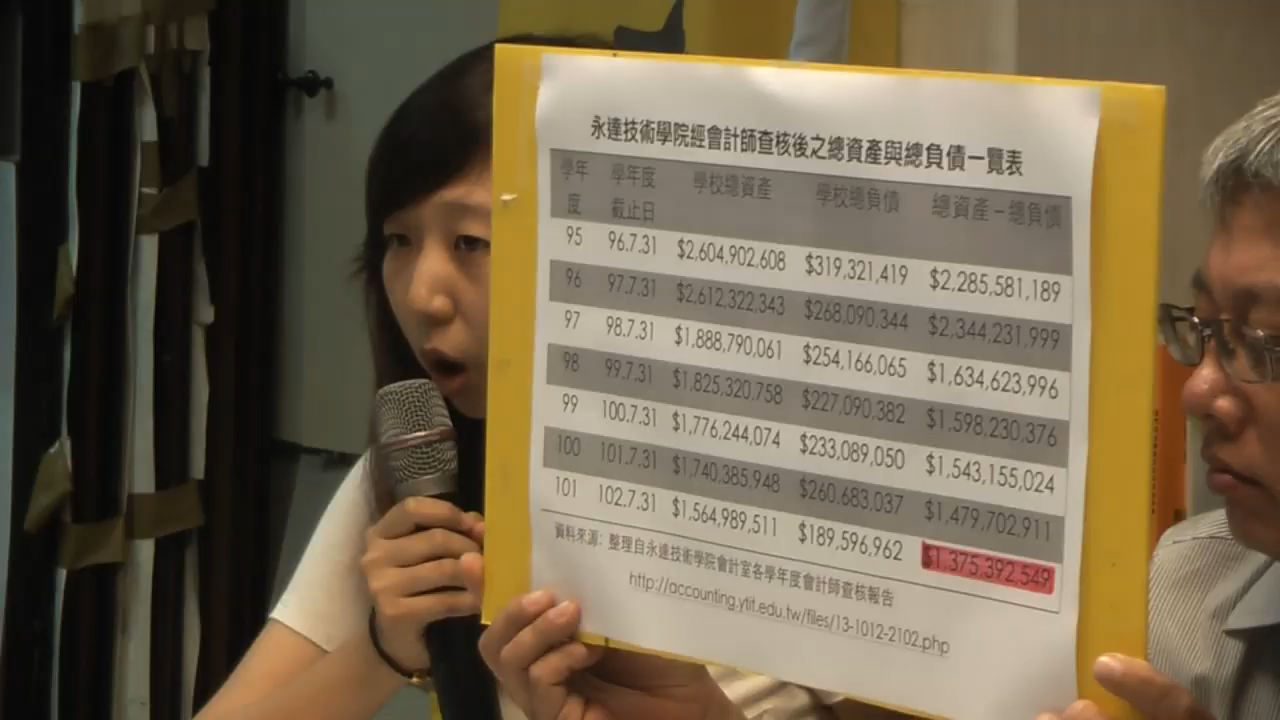 永達技術學院經會計師查核後之總資產與總負債一覽表
學年度 學年度截止日 學校總資產 學校總負債 總資產－總負債
95 96.7.31 $2,604,902,608 $319,321,419 $2,285,581,189
96 97.7.31 $2,612,322,343 $268,090,344 $2,344,231,999
97 98.7.31 $1,888,790,061 $254,166,065 $1,634,623,996
98 99.7.31 $1,825,320,758 $227,090,382 $1,598,230,376
99 100.7.31 $1,776,244,074 $233,089,050 $1,543,155,024
100 101.7.31 $1,740,385,948 $260,683,037 $1,479,702,911
101 102.7.31 $1,564,989,511 $189,596,962 $1,375,392,549
資料來源: 整理自永達技術學院會計室各學年度會計師查核報告
http://accounting.ytit.edu.tw/files/13-1012-2102.php